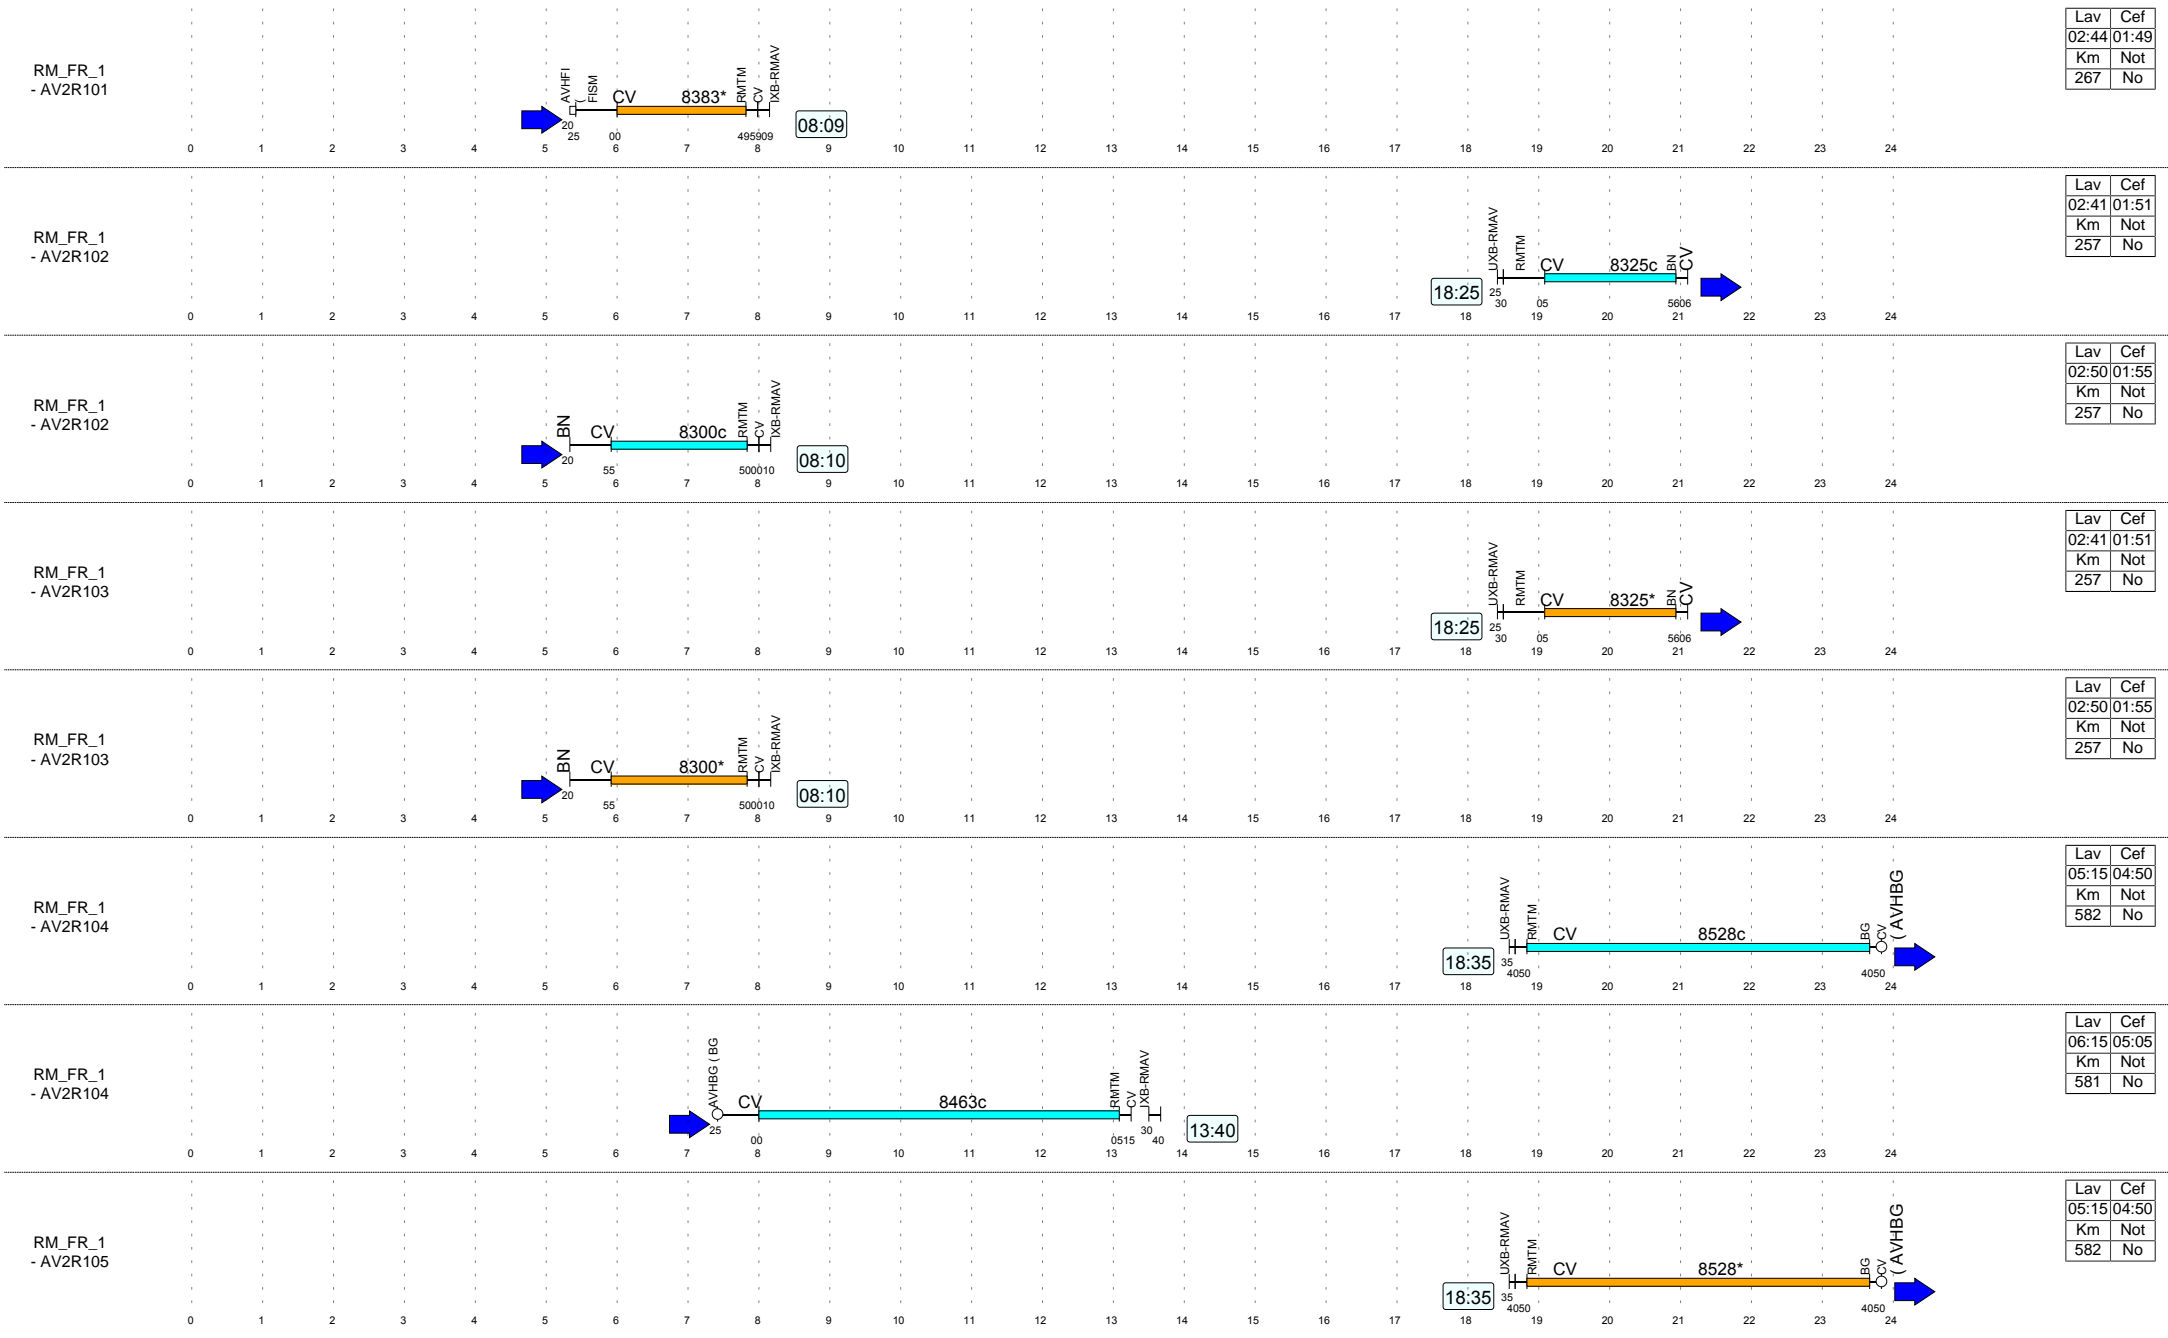 Lav Cef
02:44 01:49
Km Not
267 No
RM_FR_1
- AV2R101
AVHFI ( FISM CV 8383* RMTM CV IXB-RMAV
20 25 00 495909
08:09
0 1 2 3 4 5 6 7 8 9 10 11 12 13 14 15 16 17 18 19 20 21 22 23 24
Lav Cef
02:41 01:51
Km Not
257 No
RM_FR_1
- AV2R102
18:25
UXB-RMAV RMTM CV 8325c BN CV
25 30 05 5606
0 1 2 3 4 5 6 7 8 9 10 11 12 13 14 15 16 17 18 19 20 21 22 23 24
Lav Cef
02:50 01:55
Km Not
257 No
RM_FR_1
- AV2R102
BN CV 8300c RMTM CV IXB-RMAV
20 55 500010
08:10
0 1 2 3 4 5 6 7 8 9 10 11 12 13 14 15 16 17 18 19 20 21 22 23 24
Lav Cef
02:41 01:51
Km Not
257 No
RM_FR_1
- AV2R103
18:25
UXB-RMAV RMTM CV 8325* BN CV
25 30 05 5606
0 1 2 3 4 5 6 7 8 9 10 11 12 13 14 15 16 17 18 19 20 21 22 23 24
Lav Cef
02:50 01:55
Km Not
257 No
RM_FR_1
- AV2R103
BN CV 8300* RMTM CV IXB-RMAV
20 55 500010
08:10
0 1 2 3 4 5 6 7 8 9 10 11 12 13 14 15 16 17 18 19 20 21 22 23 24
Lav Cef
05:15 04:50
Km Not
582 No
RM_FR_1
- AV2R104
18:35
UXB-RMAV RMTM CV 8528c BG CV ( AVHBG
35 4050 4050
0 1 2 3 4 5 6 7 8 9 10 11 12 13 14 15 16 17 18 19 20 21 22 23 24
Lav Cef
06:15 05:05
Km Not
581 No
RM_FR_1
- AV2R104
AVHBG ( BG CV 8463c RMTM CV IXB-RMAV
25 00 0515 30 40
13:40
0 1 2 3 4 5 6 7 8 9 10 11 12 13 14 15 16 17 18 19 20 21 22 23 24
Lav Cef
05:15 04:50
Km Not
582 No
RM_FR_1
- AV2R105
18:35
UXB-RMAV RMTM CV 8528* BG CV ( AVHBG
35 4050 4050
0 1 2 3 4 5 6 7 8 9 10 11 12 13 14 15 16 17 18 19 20 21 22 23 24